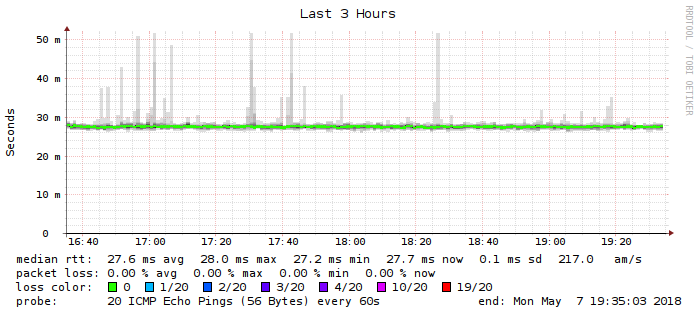 Last 3 Hours
RRDTOOL / TOBI OETIKER
Seconds
50 m
40 m
30 m
20 m
10 m
0
16:40 17:00 17:20 17:40 18:00 18:20 18:40 19:00 19:20
median rtt: 27.6 ms avg 28.0 ms max 27.2 ms min 27.7 ms now 0.1 ms sd 217.0 am/s
packet loss: 0.00 % avg 0.00 % max 0.00 % min 0.00 % now
loss color: 0 1/20 2/20 3/20 4/20 10/20 19/20
probe: 20 ICMP Echo Pings (56 Bytes) every 60s end: Mon May 7 19:35:03 2018